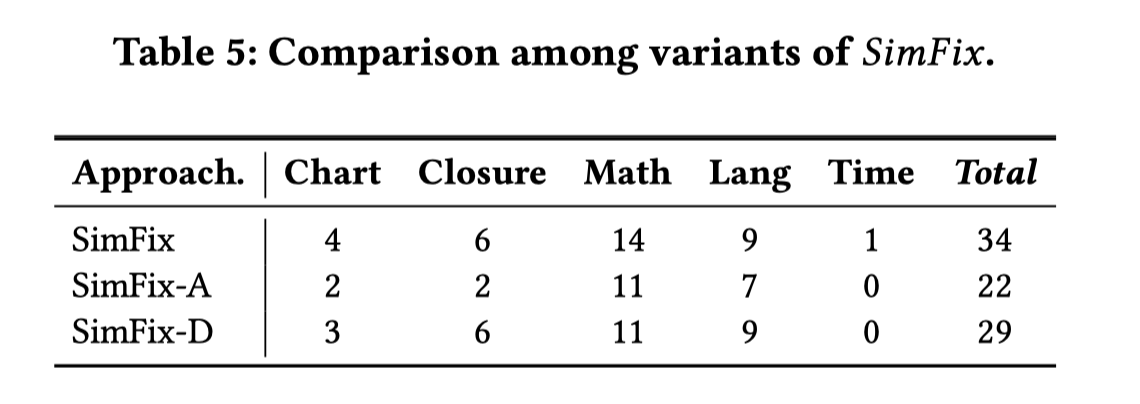 Table 5: Comparison among variants of SimFix.
Approach. Chart Closure Math Lang Time Total
SimFix 4 6 14 9 1 34
SimFix-A 2 2 11 7 0 22
SimFix-D 3 6 11 9 0 29